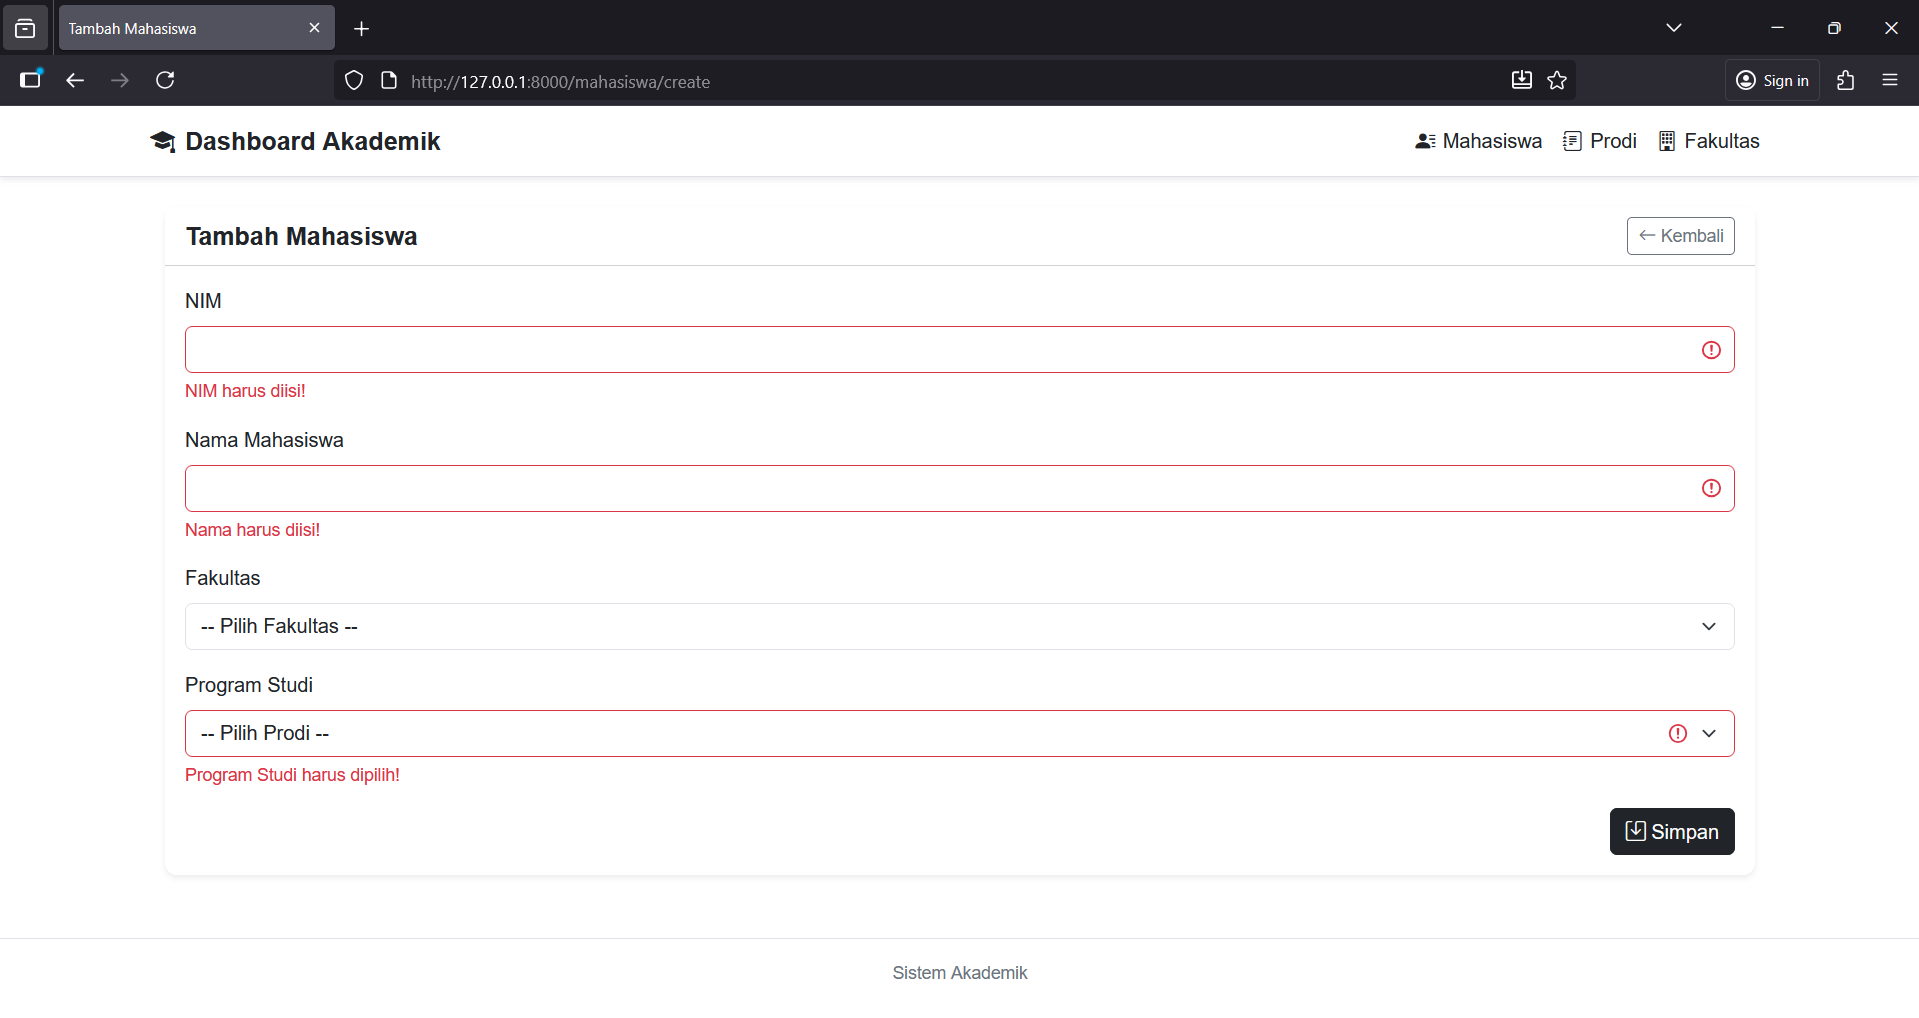 Tambah Mahasiswa
http://127.0.0.1:8000/mahasiswa/create
Sign in
Dashboard Akademik
Mahasiswa
Prodi
Fakultas
Tambah Mahasiswa
Kembali
NIM
NIM harus diisi!
Nama Mahasiswa
Nama harus diisi!
Fakultas
-- Pilih Fakultas --
Program Studi
-- Pilih Prodi --
Program Studi harus dipilih!
Simpan
Sistem Akademik